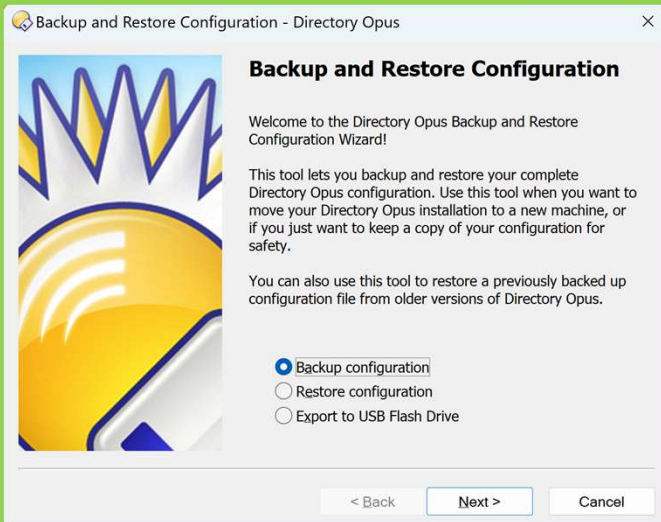 Backup and Restore Configuration - Directory Opus
Backup and Restore Configuration
Welcome to the Directory Opus Backup and Restore
Configuration Wizard!
This tool lets you backup and restore your complete
Directory Opus configuration. Use this tool when you want to
move your Directory Opus installation to a new machine, or
if you just want to keep a copy of your configuration for
safety.
You can also use this tool to restore a previously backed up
configuration file from older versions of Directory Opus.
Backup configuration
Restore configuration
Export to USB Flash Drive
< Back
Next >
Cancel